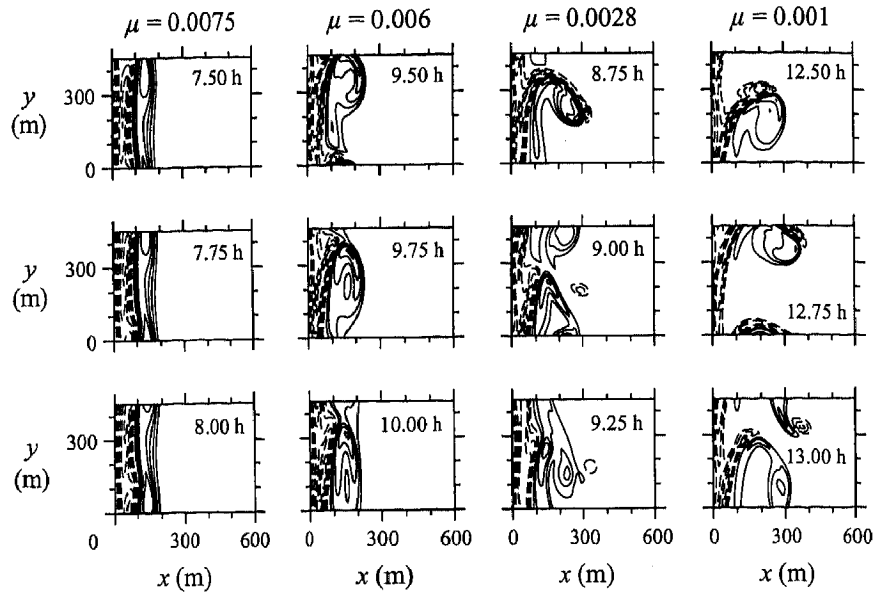 μ = 0.0075 μ = 0.006 μ = 0.0028 μ = 0.001
7.50 h 9.50 h 8.75 h 12.50 h
y
(m)
300
0
7.75 h 9.75 h 9.00 h 12.75 h
y
(m)
300
0
8.00 h 10.00 h 9.25 h 13.00 h
y
(m)
300
0 300 600 0 300 600 0 300 600 0 300 600
x (m) x (m) x (m) x (m)